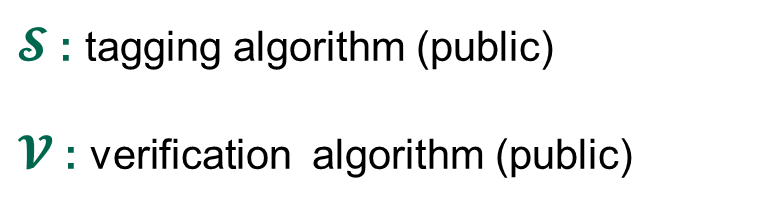 𝒮 : tagging algorithm (public)
𝒱 : verification algorithm (public)